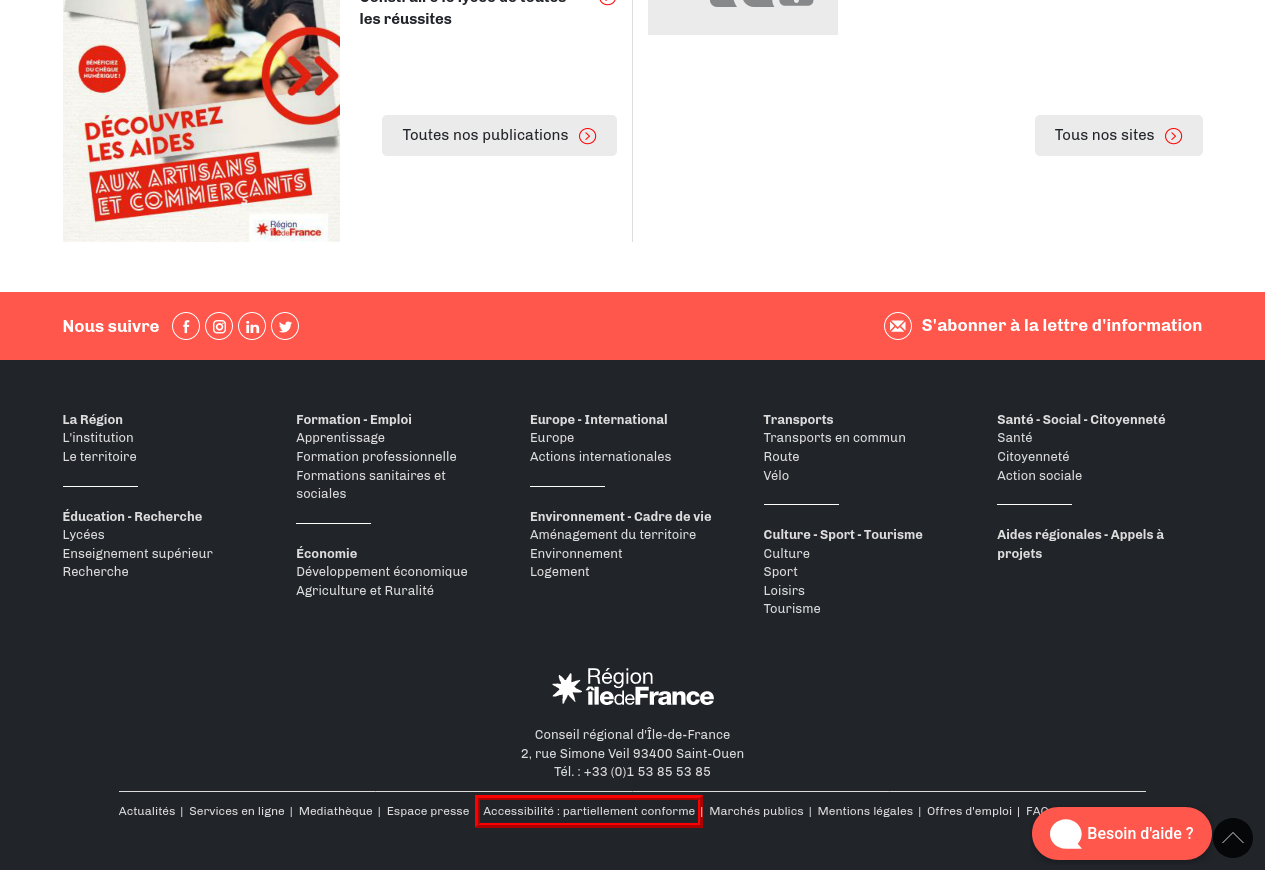 les réussites
BÉNÉFICIEZ
DU CHÈQUE
NUMÉRIQUE !
DÉCOUVREZ
LES AIDES
AUX ARTISANS
ET COMMERÇANTS
Région
îledeFrance
Toutes nos publications
Tous nos sites
Nous suivre
S'abonner à la lettre d'information
La Région
L'institution
Le territoire
Éducation - Recherche
Lycées
Enseignement supérieur
Recherche
Formation - Emploi
Apprentissage
Formation professionnelle
Formations sanitaires et
sociales
Économie
Développement économique
Agriculture et Ruralité
Europe - International
Europe
Actions internationales
Environnement - Cadre de vie
Aménagement du territoire
Environnement
Logement
Transports
Transports en commun
Route
Vélo
Culture - Sport - Tourisme
Culture
Sport
Loisirs
Tourisme
Santé - Social - Citoyenneté
Santé
Citoyenneté
Action sociale
Aides régionales - Appels à
projets
Région
îledeFrance
Conseil régional d'Île-de-France
2, rue Simone Veil 93400 Saint-Ouen
Tél. : +33 (0)1 53 85 53 85
Actualités | Services en ligne | Mediathèque | Espace presse Accessibilité : partiellement conforme | Marchés publics | Mentions légales | Offres d'emploi | FAQ
Besoin d'aide ?